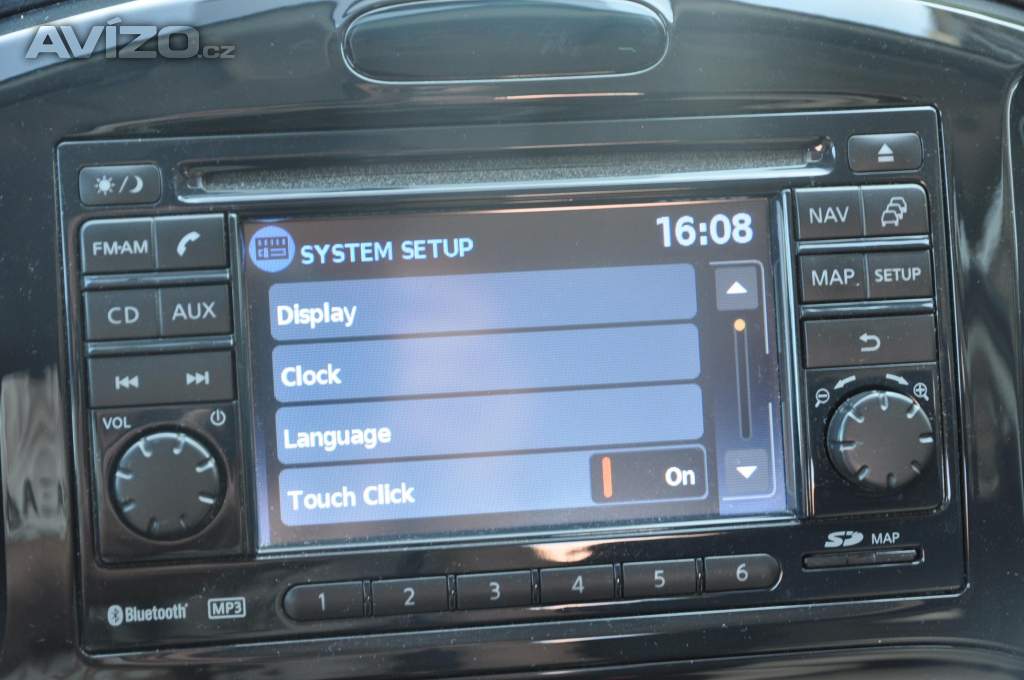 AVÍZO.cz
NAV
FM·AM
MAP
SETUP
CD
AUX
VOL
SYSTEM SETUP
16:08
Display
Clock
Language
Touch Click
On
SD
MAP
Bluetooth
MP3
1 2 3 4 5 6